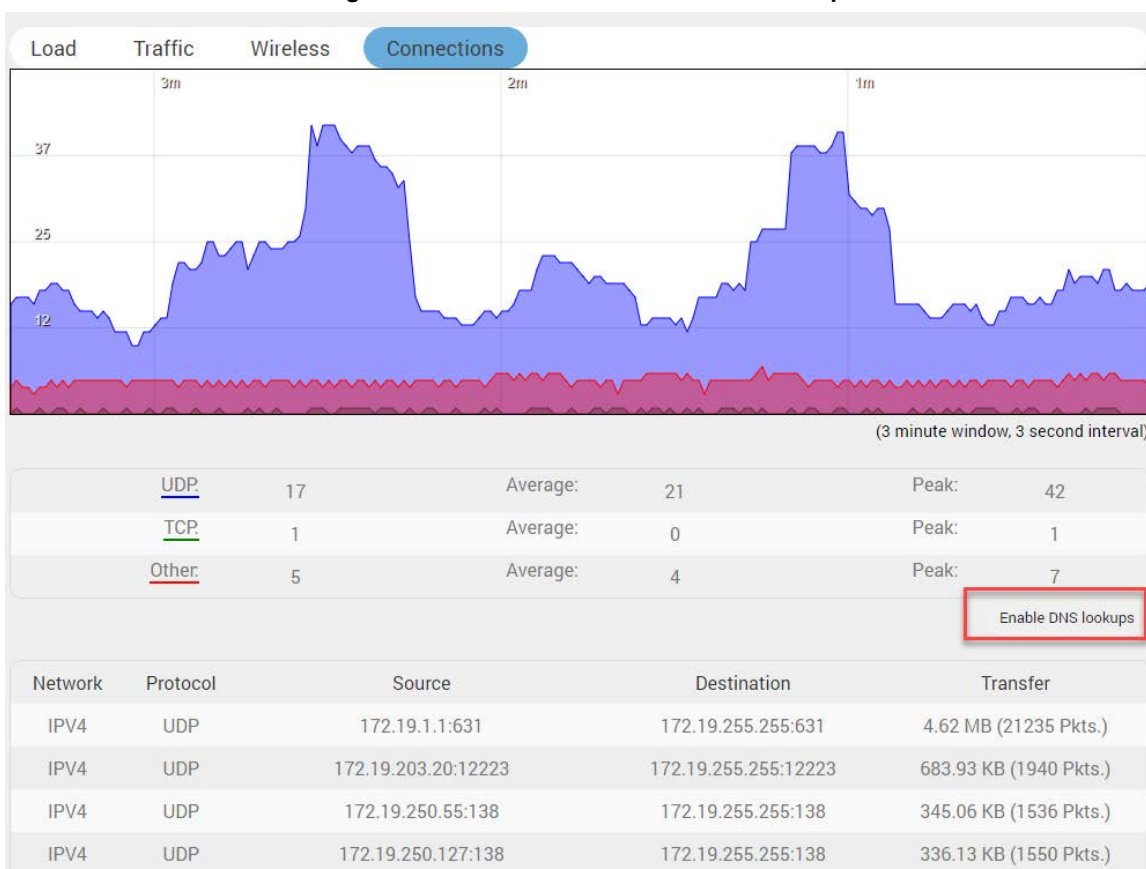 Load Traffic Wireless Connections
3m 2m 1m
37
25
12
(3 minute window, 3 second interval)
UDP: 17 Average: 21 Peak: 42
TCP: 1 Average: 0 Peak: 1
Other: 5 Average: 4 Peak: 7
Enable DNS lookups
Network Protocol Source Destination Transfer
IPV4 UDP 172.19.1.1:631 172.19.255.255:631 4.62 MB (21235 Pkts.)
IPV4 UDP 172.19.203.20:12223 172.19.255.255:12223 683.93 KB (1940 Pkts.)
IPV4 UDP 172.19.250.55:138 172.19.255.255:138 345.06 KB (1536 Pkts.)
IPV4 UDP 172.19.250.127:138 172.19.255.255:138 336.13 KB (1550 Pkts.)